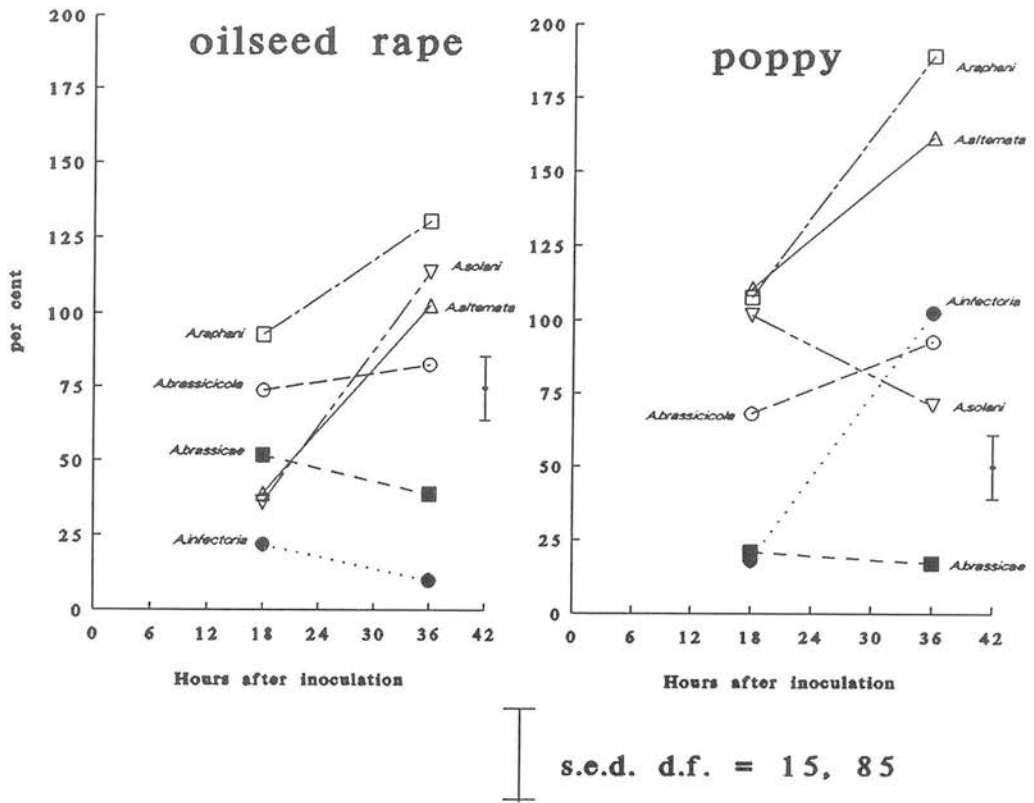 oilseed rape
200
175
150
125
100
75
50
25
0
per cent
A.raphani
A.brassicicola
A.brassicae
A.infectoria
A.solani
A.alternata
0 6 12 18 24 30 36 42
Hours after inoculation
poppy
200
175
150
125
100
75
50
25
0
A.raphani
A.alternata
A.infectoria
A.brassicicola
A.solani
A.brassicae
0 6 12 18 24 30 36 42
Hours after inoculation
s.e.d. d.f. = 15, 85